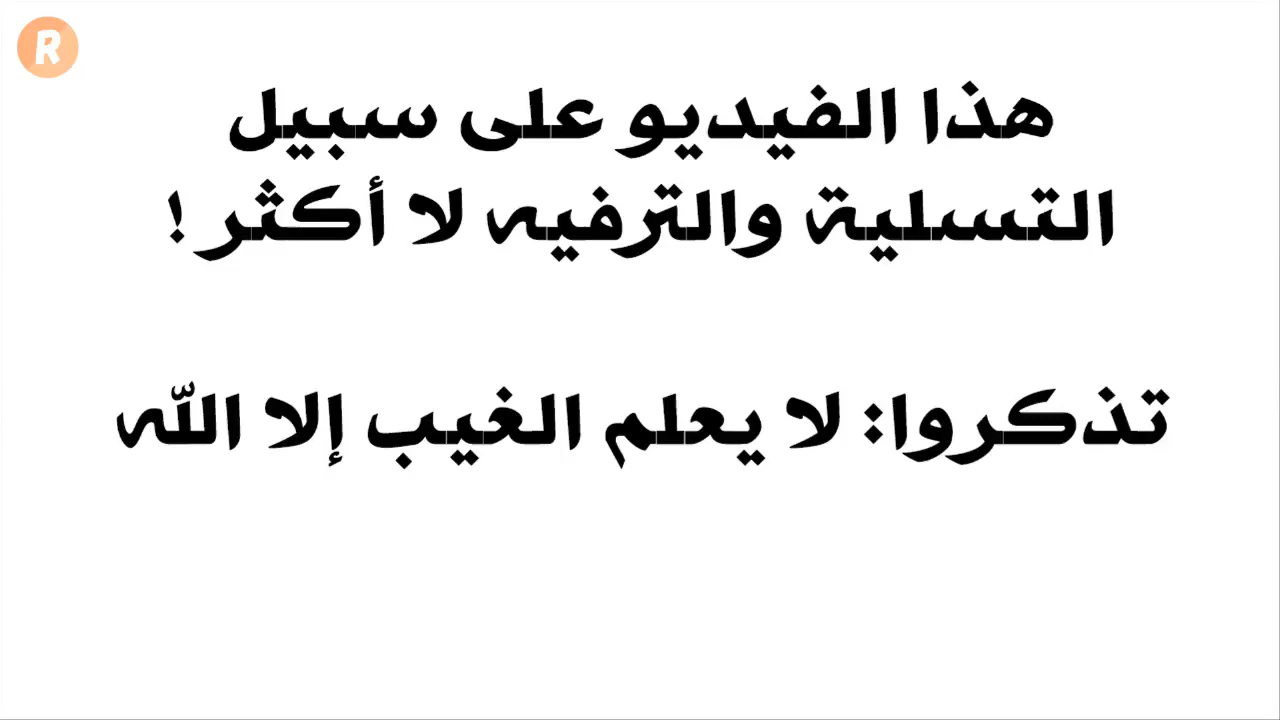 R
هذا الفيديو على سبيل
التسلية والترفيه لا أكثر !
تذكروا: لا يعلم الغيب إلا الله